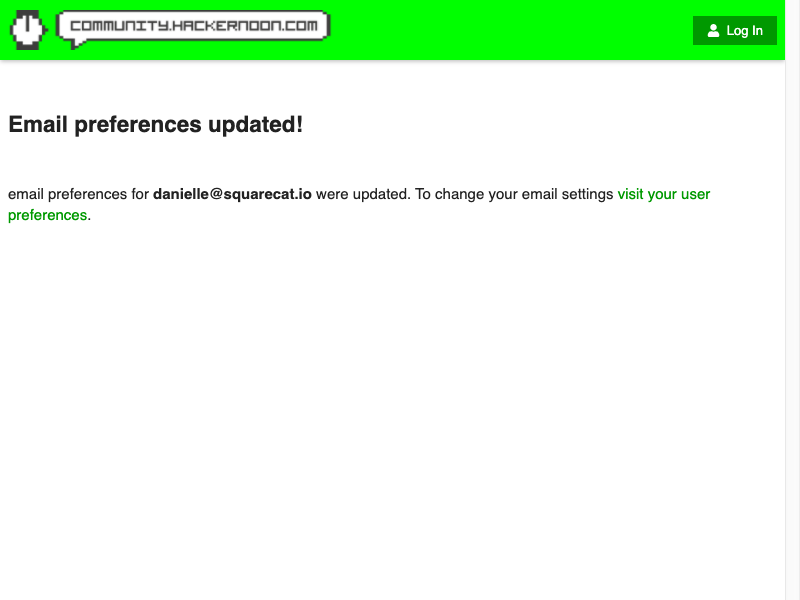 COMMUNITY.HACKERNOON.COM
Log In
Email preferences updated!
email preferences for danielle@squarecat.io were updated. To change your email settings visit your user
preferences.